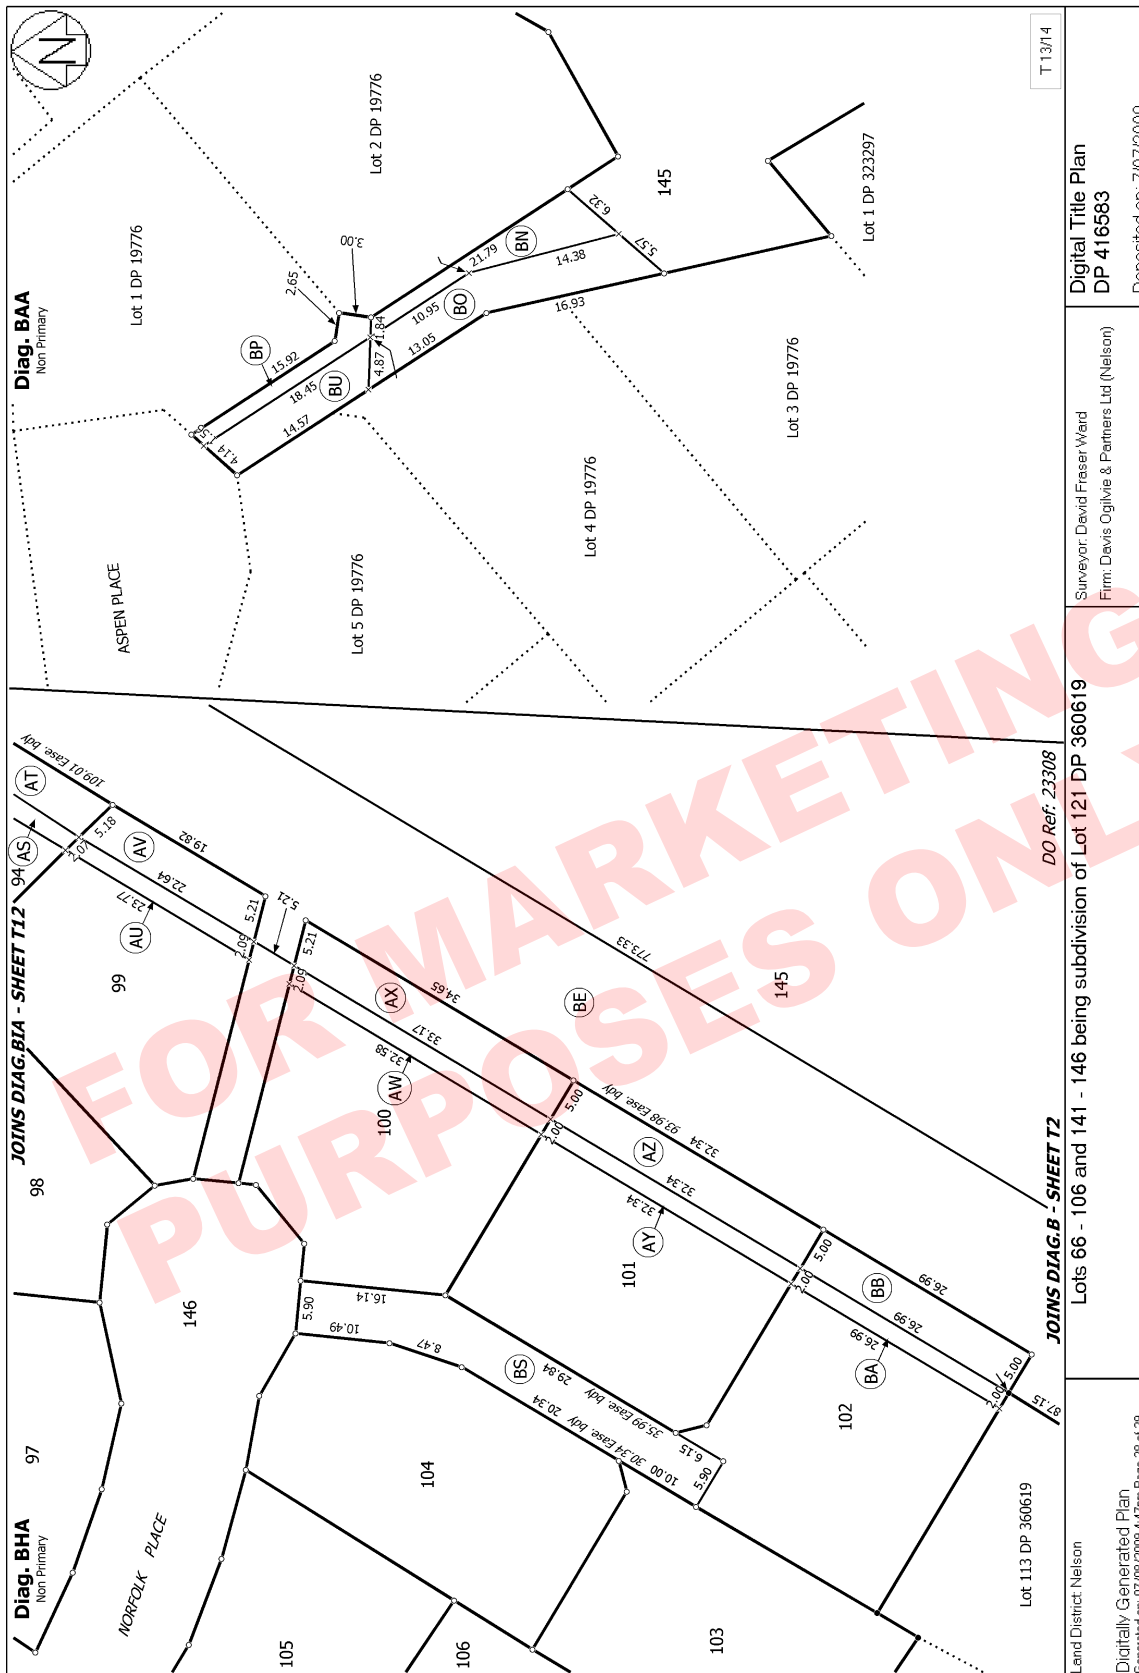 Diag. BHA
Non Primary
JOINS DIAG.BIA - SHEET T12
Diag. BAA
Non Primary
N
97
98
94
AS
AT
109.01 Ease. bdy
2.07
5.18
AV
19.82
22.64
23.77
AU
99
2.09
5.21
5.21
2.09
5.21
NORFOLK PLACE
146
AX
34.65
33.17
32.58
AW
100
BE
773.33
145
5.90
16.14
10.49
8.47
BS
29.84
35.99 Ease. bdy
20.34
30.34 Ease. bdy
10.00
6.15
5.90
2.00
5.00
93.98 Ease. bdy
32.34
AZ
32.34
32.34
AY
101
2.00
5.00
BB
26.99
26.99
26.99
BA
102
2.00
5.00
87.15
104
105
106
103
Lot 113 DP 360619
JOINS DIAG.B - SHEET T2
DO Ref: 23308
ASPEN PLACE
Lot 1 DP 19776
Lot 2 DP 19776
Lot 5 DP 19776
Lot 4 DP 19776
Lot 3 DP 19776
Lot 1 DP 323297
145
BP
2.65
3.00
15.92
18.45
BU
14.57
4.14
4.87
1.84
10.95
13.05
BO
21.79
BN
14.38
6.32
5.57
16.93
T 13/14
FOR MARKETING
PURPOSES ONLY
Land District: Nelson
Digitally Generated Plan
Lots 66 - 106 and 141 - 146 being subdivision of Lot 121 DP 360619
Surveyor: David Fraser Ward
Firm: Davis Ogilvie & Partners Ltd (Nelson)
Digital Title Plan
DP 416583